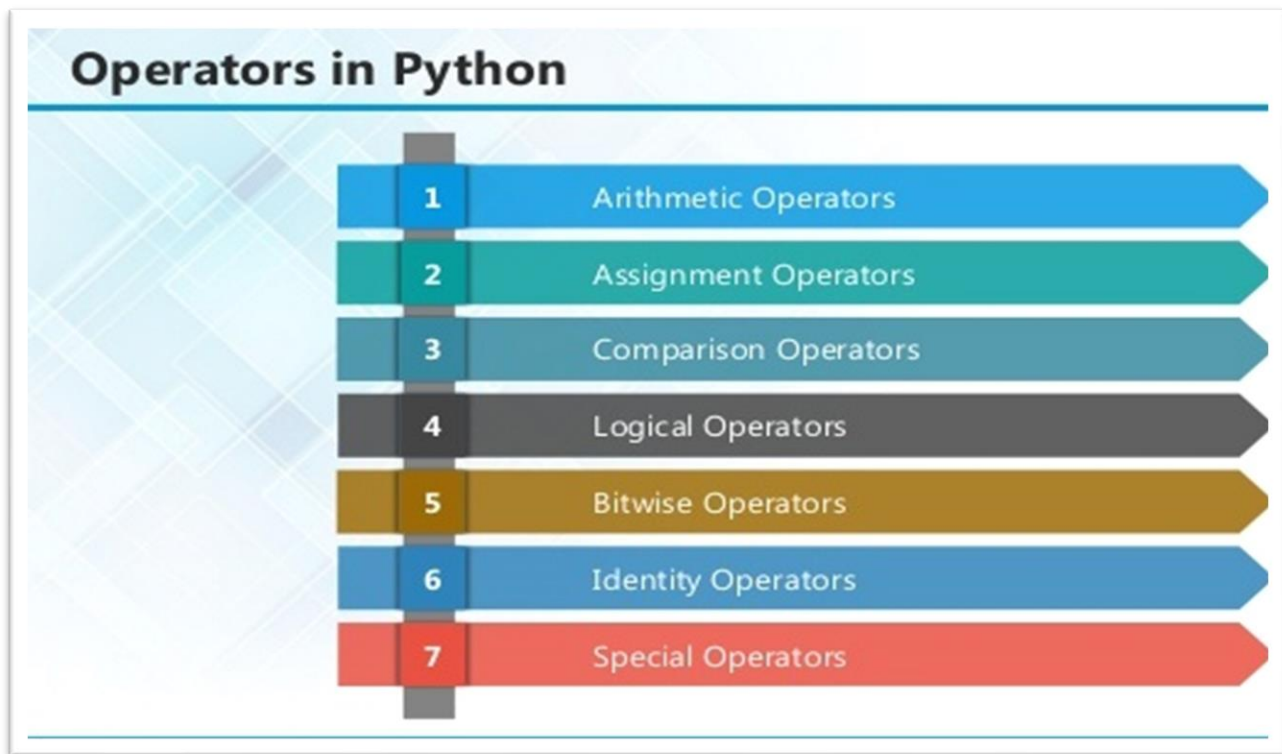 Operators in Python
1 Arithmetic Operators
2 Assignment Operators
3 Comparison Operators
4 Logical Operators
5 Bitwise Operators
6 Identity Operators
7 Special Operators